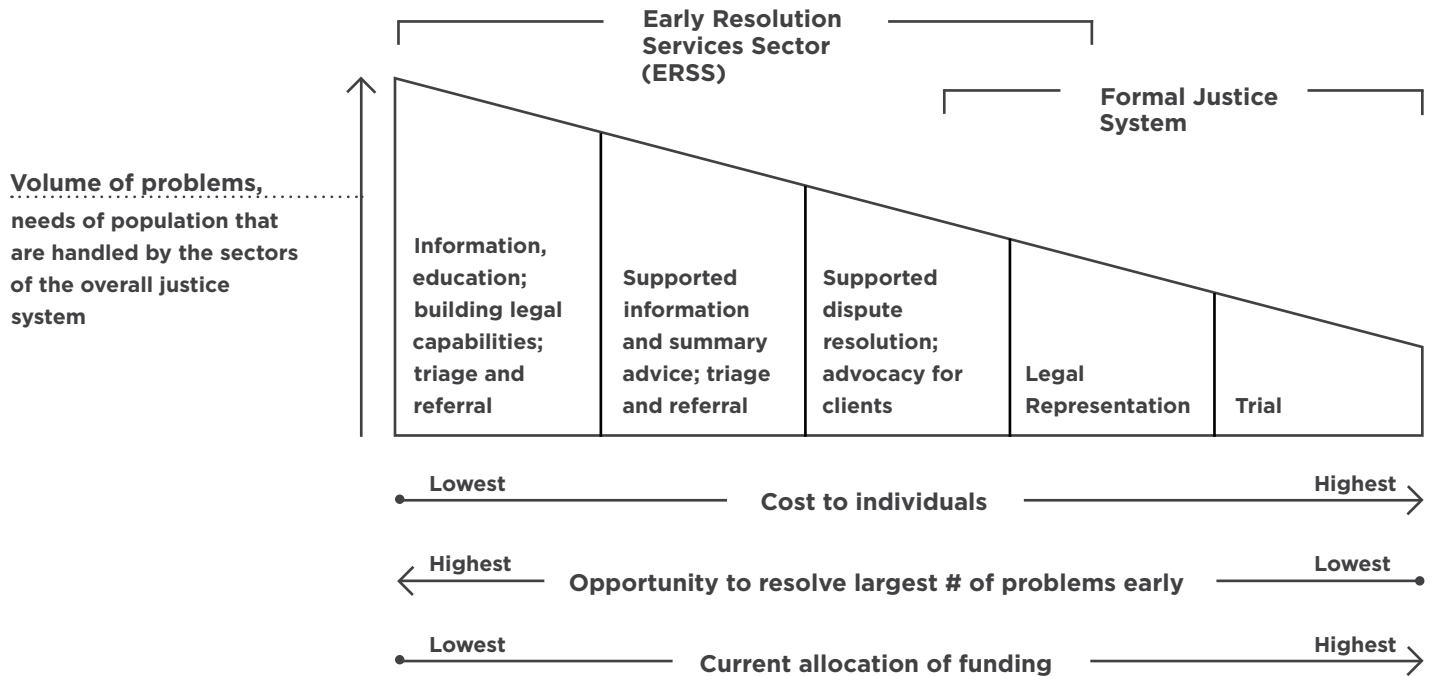 Early Resolution
Services Sector
(ERSS)
Formal Justice
System
Volume of problems,
needs of population that
are handled by the sectors
of the overall justice
system
Information,
education;
building legal
capabilities;
triage and
referral
Supported
information
and summary
advice; triage
and referral
Supported
dispute
resolution;
advocacy for
clients
Legal
Representation
Trial
Lowest
Cost to individuals
Highest
Highest
Opportunity to resolve largest # of problems early
Lowest
Lowest
Current allocation of funding
Highest